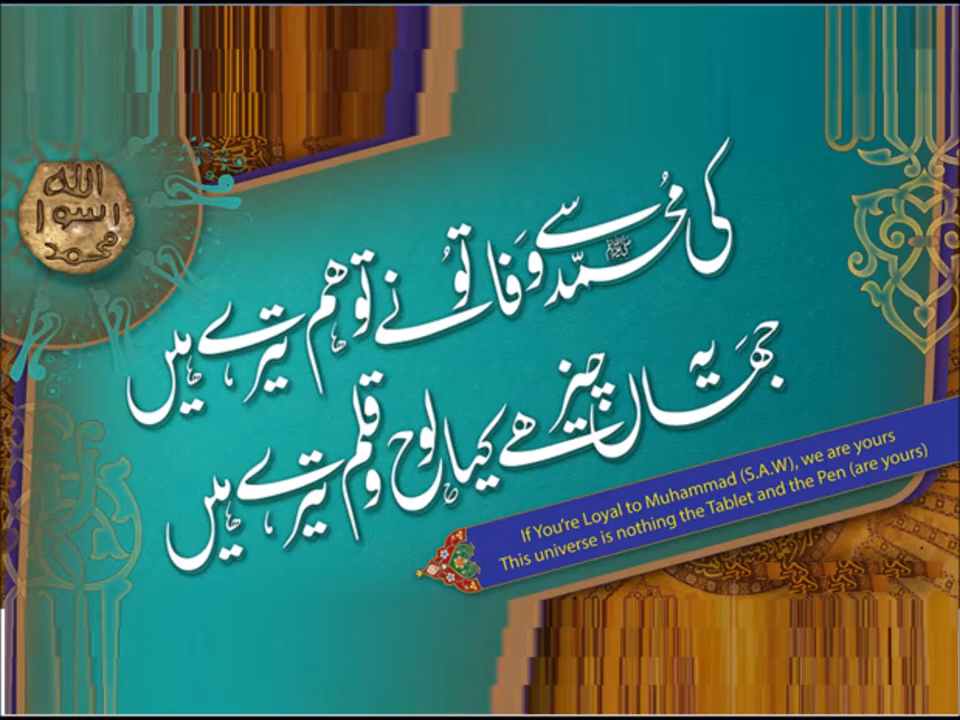 کی محمدؐ سے وفا تُو نے تو ہم تیرے ہیں
یہ جہاں چیز ہے کیا لوح و قلم تیرے ہیں
If You're Loyal to Muhammad (S.A.W), we are yours
This universe is nothing the Tablet and the Pen (are yours)
الله
رسول
محمد